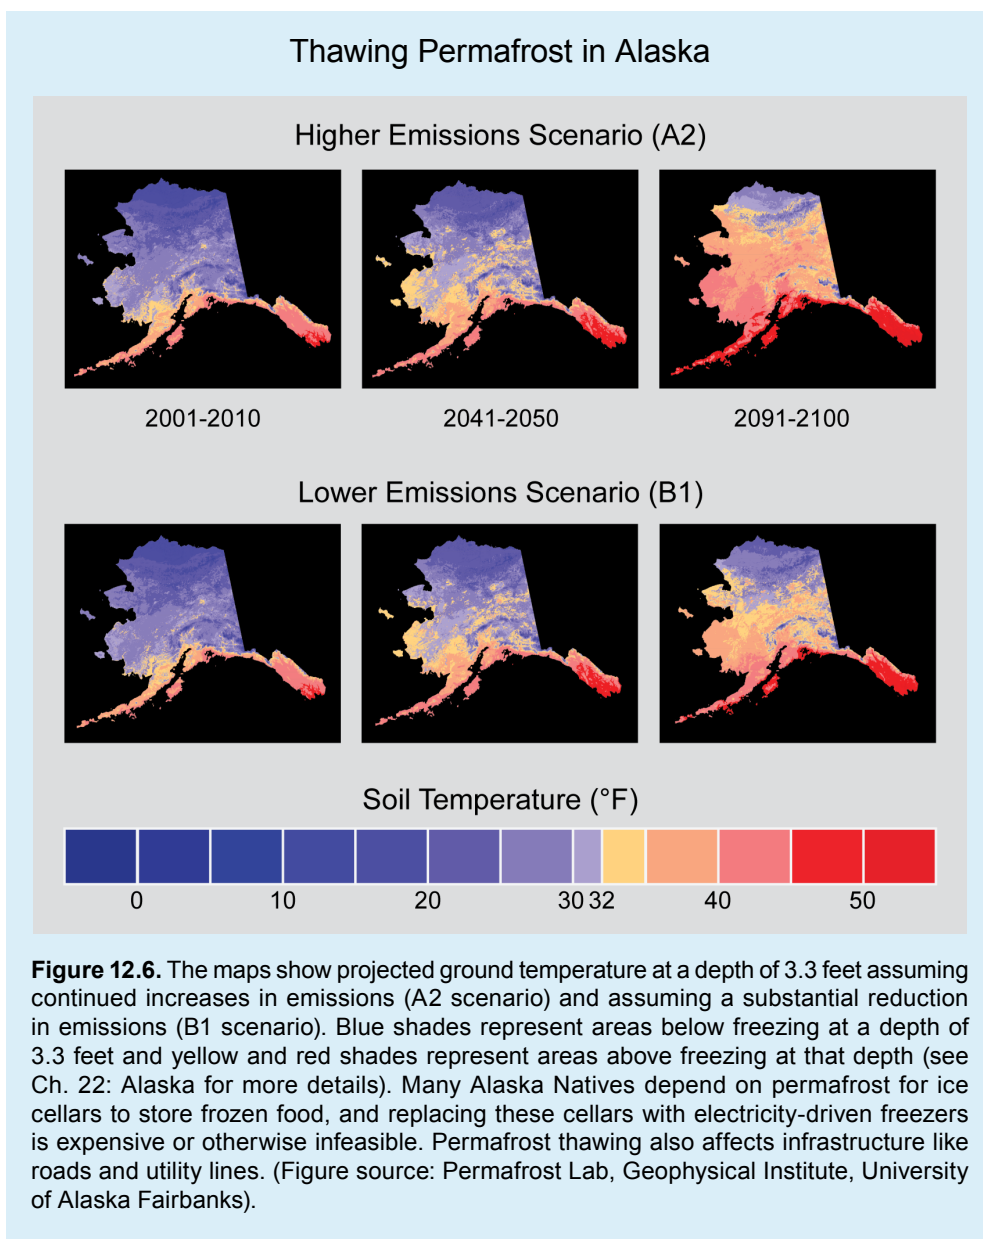 Thawing Permafrost in Alaska
Higher Emissions Scenario (A2)
2001-2010 2041-2050 2091-2100
Lower Emissions Scenario (B1)
Soil Temperature (°F)
0 10 20 30 32 40 50
Figure 12.6. The maps show projected ground temperature at a depth of 3.3 feet assuming
continued increases in emissions (A2 scenario) and assuming a substantial reduction
in emissions (B1 scenario). Blue shades represent areas below freezing at a depth of
3.3 feet and yellow and red shades represent areas above freezing at that depth (see
Ch. 22: Alaska for more details). Many Alaska Natives depend on permafrost for ice
cellars to store frozen food, and replacing these cellars with electricity-driven freezers
is expensive or otherwise infeasible. Permafrost thawing also affects infrastructure like
roads and utility lines. (Figure source: Permafrost Lab, Geophysical Institute, University
of Alaska Fairbanks).